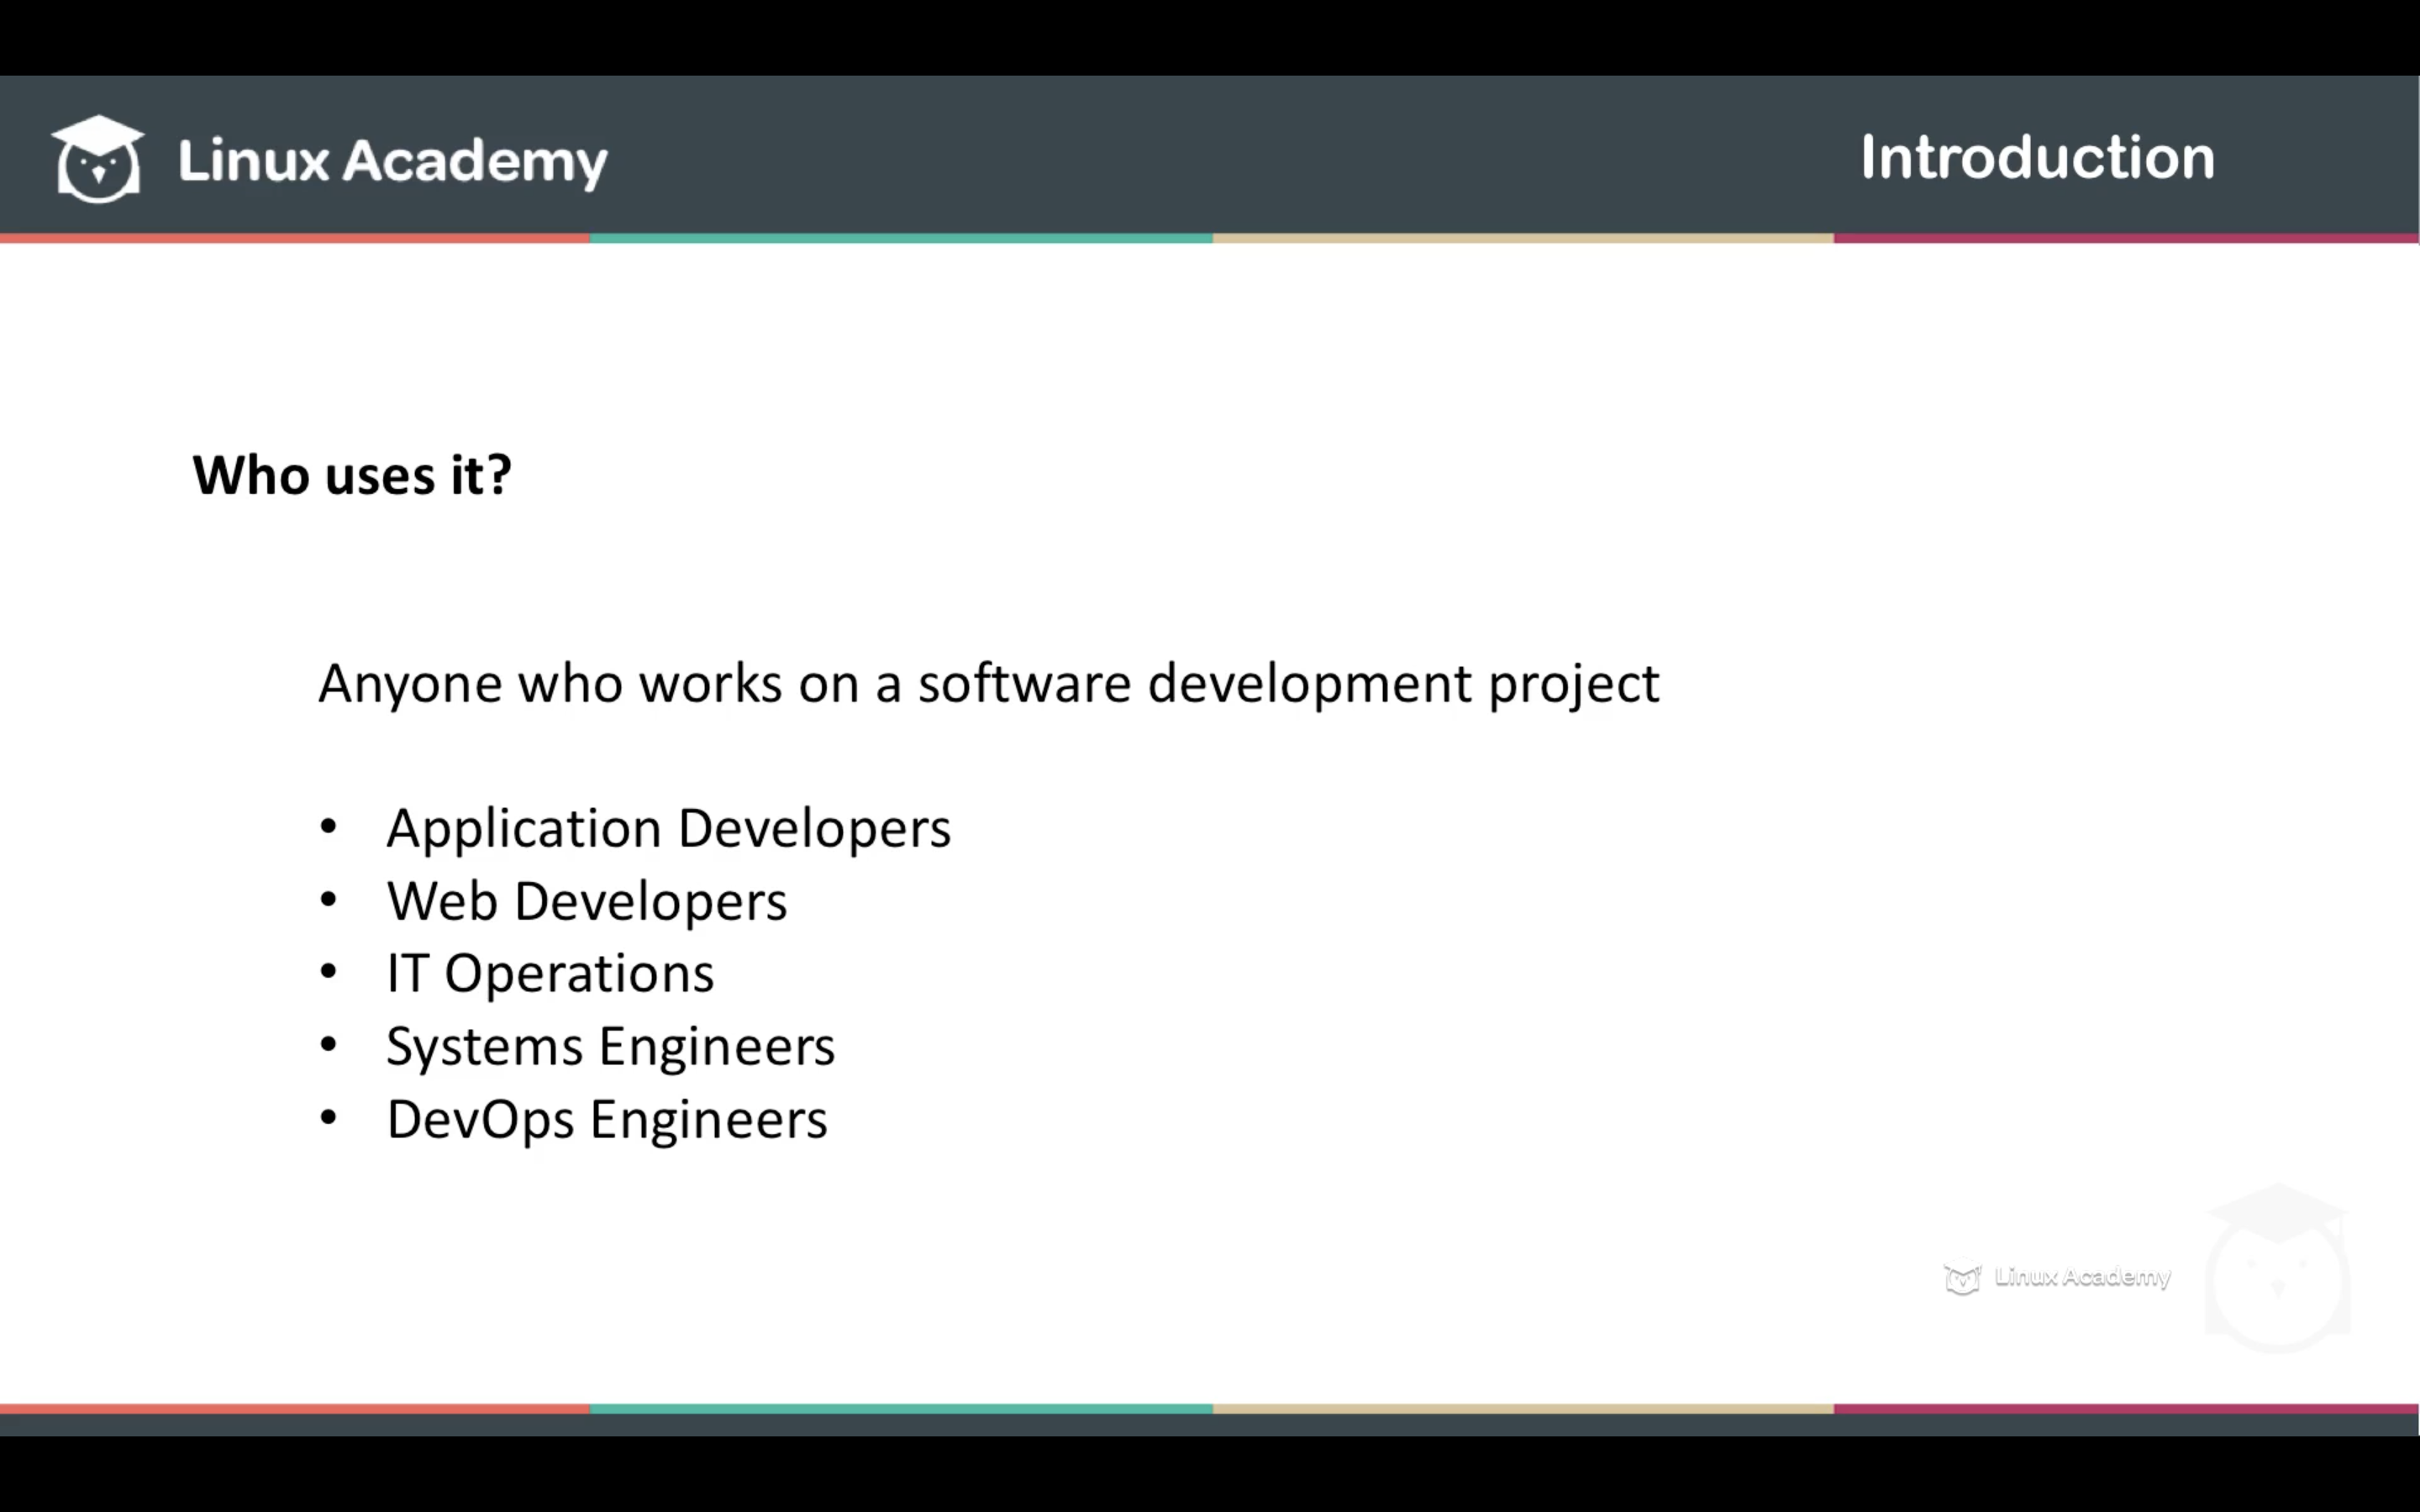 Linux Academy
Introduction
Who uses it?
Anyone who works on a software development project
• Application Developers
• Web Developers
• IT Operations
• Systems Engineers
• DevOps Engineers
Linux Academy